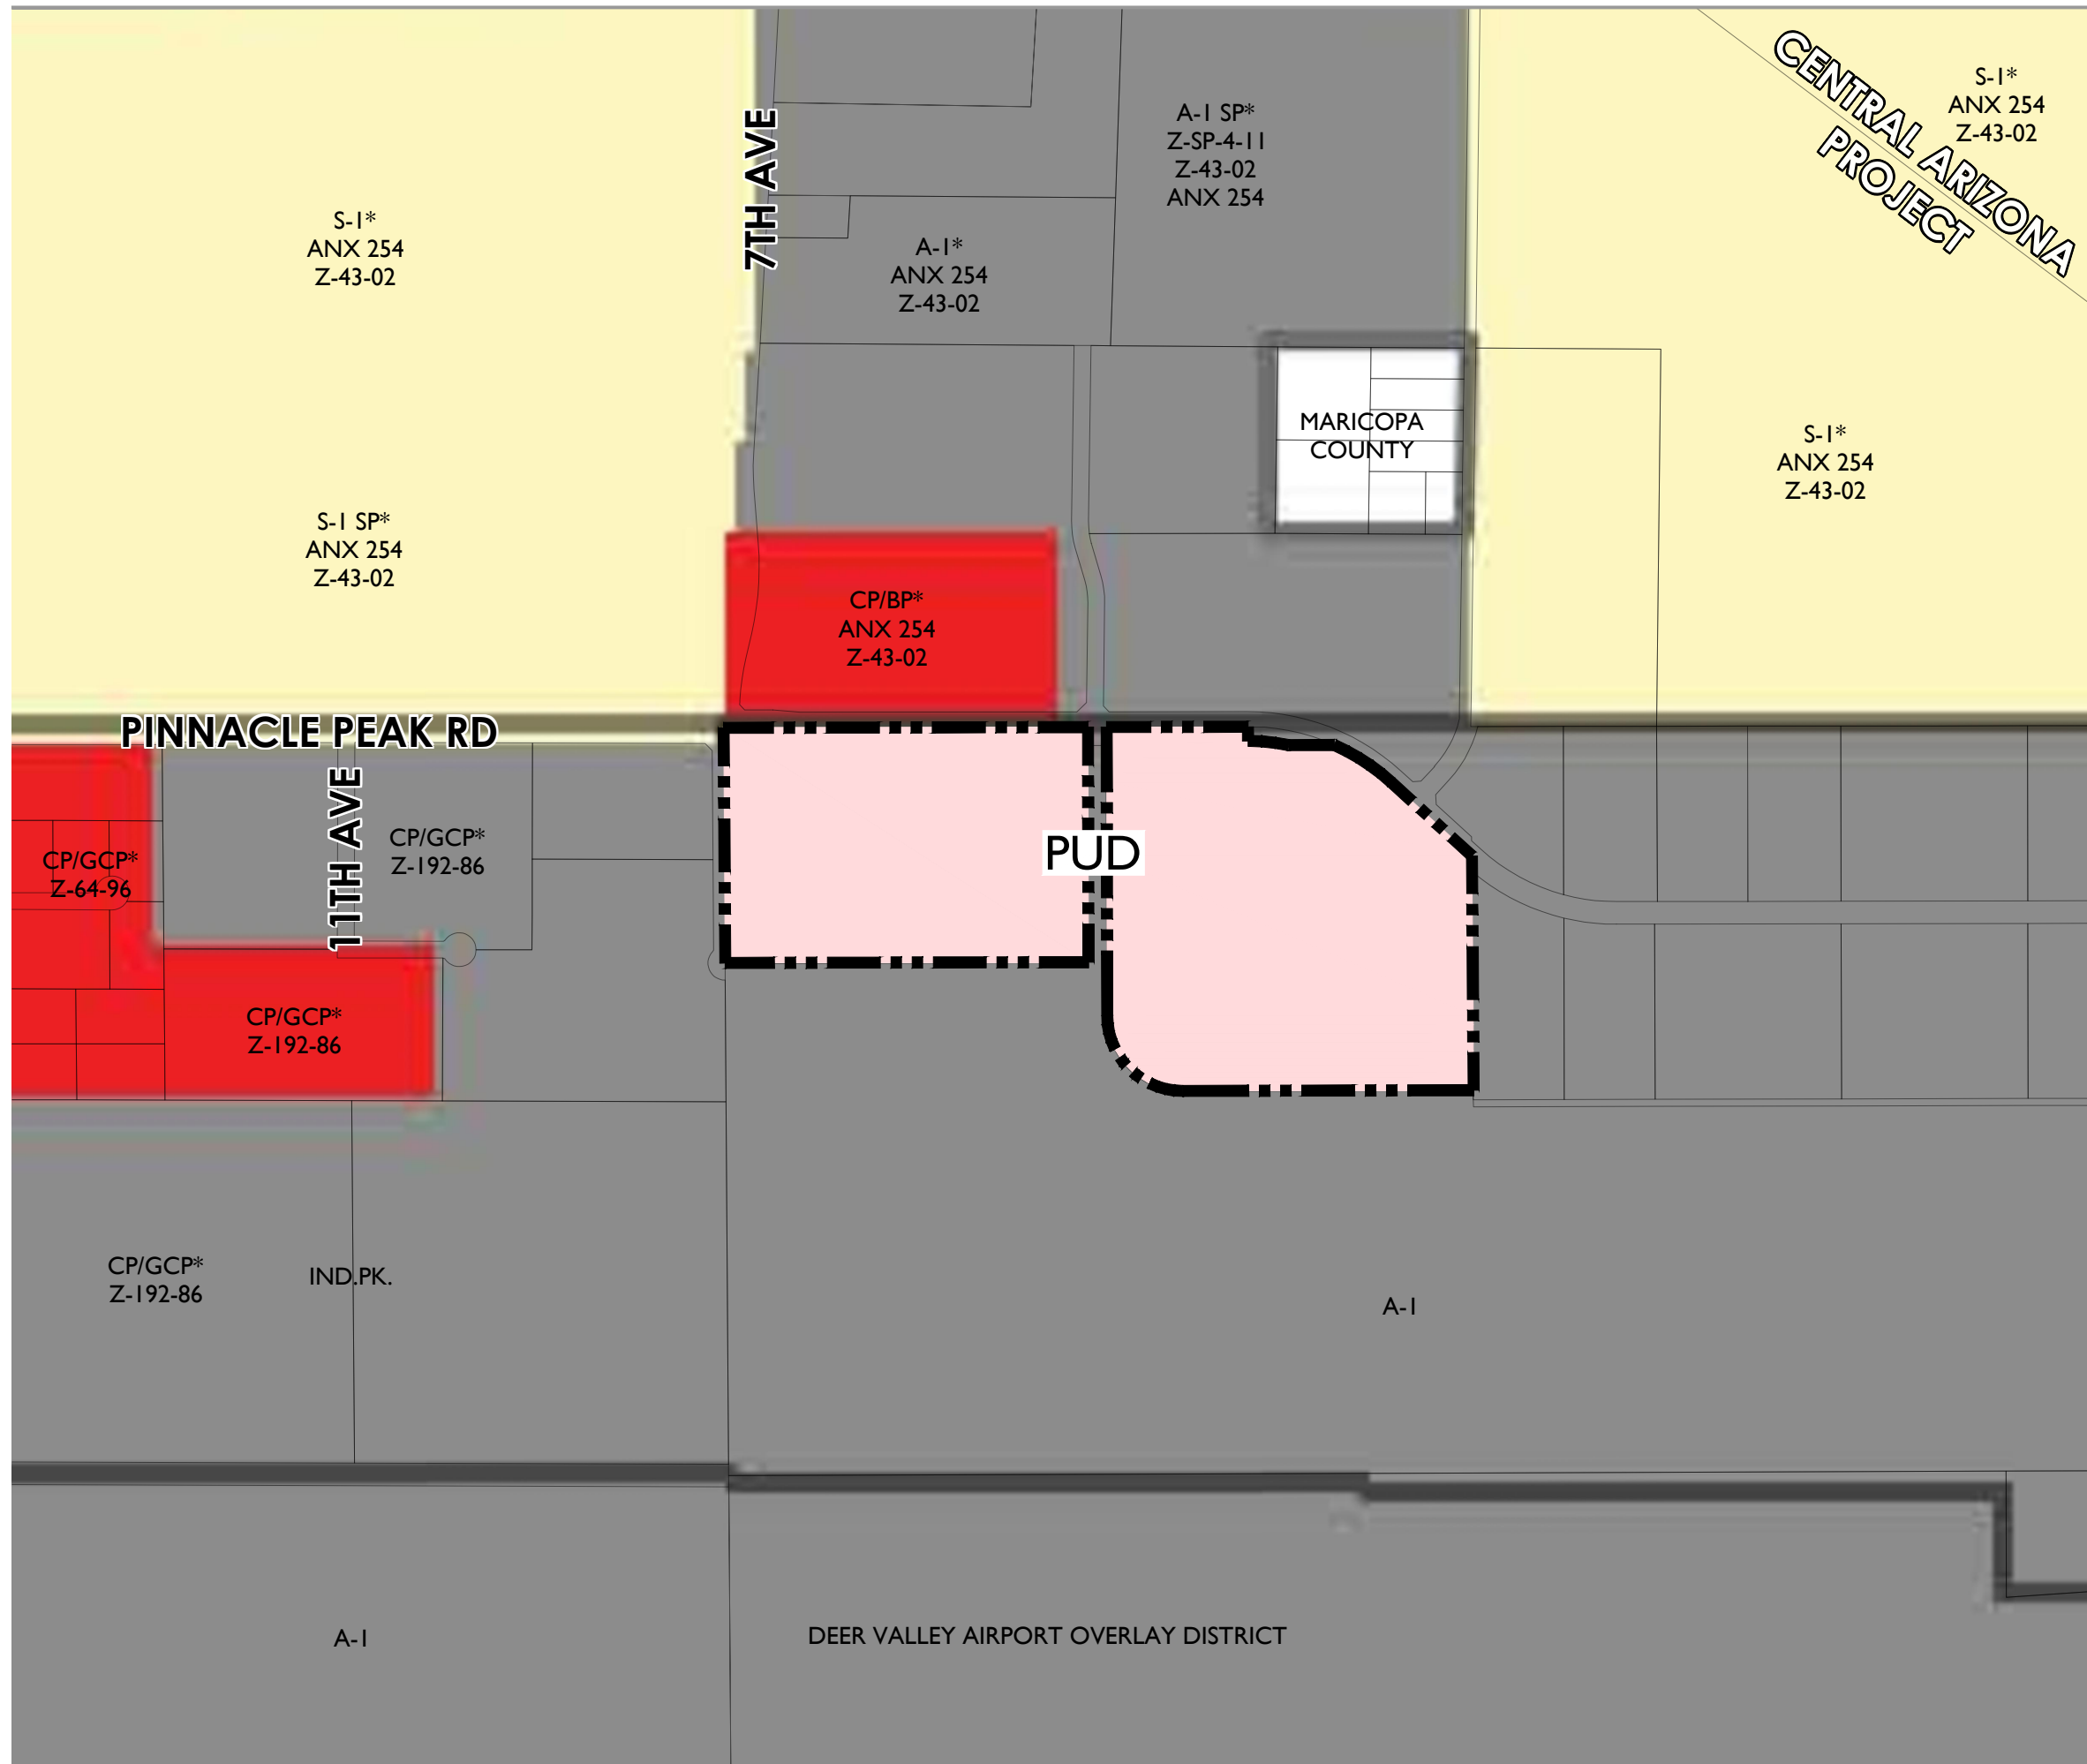 S-1*
ANX 254
Z-43-02
7TH AVE
A-1 SP*
Z-SP-4-11
Z-43-02
ANX 254
CENTRAL ARIZONA
PROJECT
S-1*
ANX 254
Z-43-02
A-1*
ANX 254
Z-43-02
MARICOPA
COUNTY
S-1*
ANX 254
Z-43-02
S-1 SP*
ANX 254
Z-43-02
CP/BP*
ANX 254
Z-43-02
PINNACLE PEAK RD
11TH AVE
CP/GCP*
Z-64-96
CP/GCP*
Z-192-86
PUD
CP/GCP*
Z-192-86
CP/GCP*
Z-192-86
IND.PK.
A-1
A-1
DEER VALLEY AIRPORT OVERLAY DISTRICT